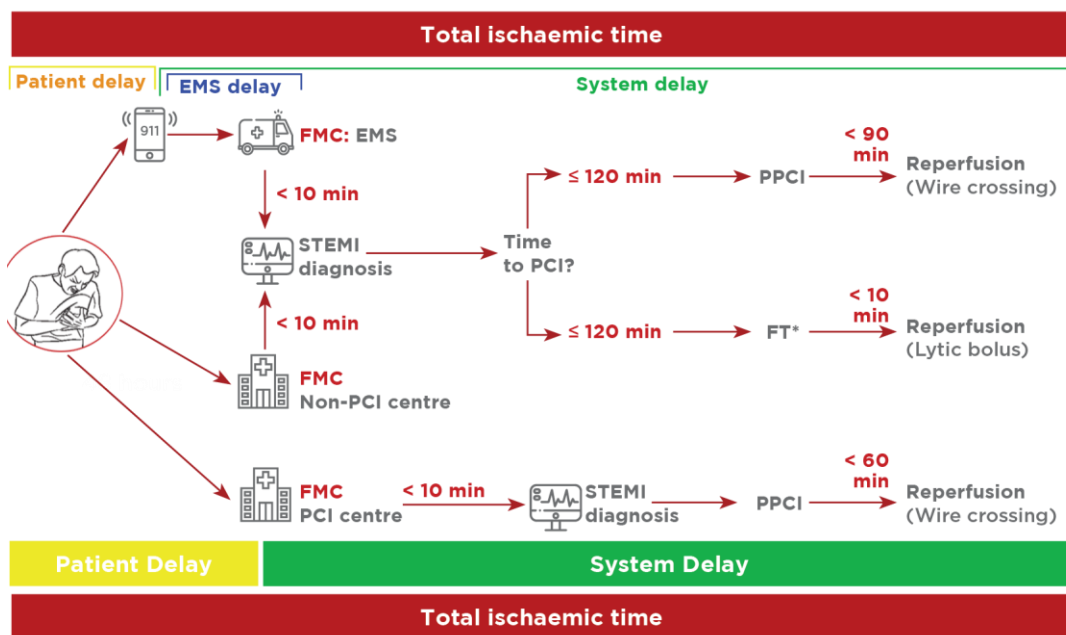 Total ischaemic time
Patient delay
EMS delay
System delay
911
FMC: EMS
< 10 min
STEMI
diagnosis
< 10 min
FMC
Non-PCI centre
Time
to PCI?
≤ 120 min
PPCI
< 90
min
Reperfusion
(Wire crossing)
≤ 120 min
FT*
< 10
min
Reperfusion
(Lytic bolus)
FMC
PCI centre
< 10 min
STEMI
diagnosis
PPCI
< 60
min
Reperfusion
(Wire crossing)
Patient Delay
System Delay
Total ischaemic time